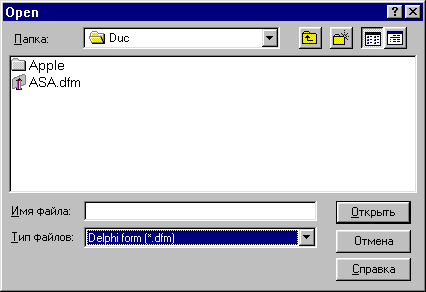 Open
Папка: Duc
Apple
ASA.dfm
Имя файла: Открыть
Тип файлов: Delphi form (*.dfm) Отмена
Справка